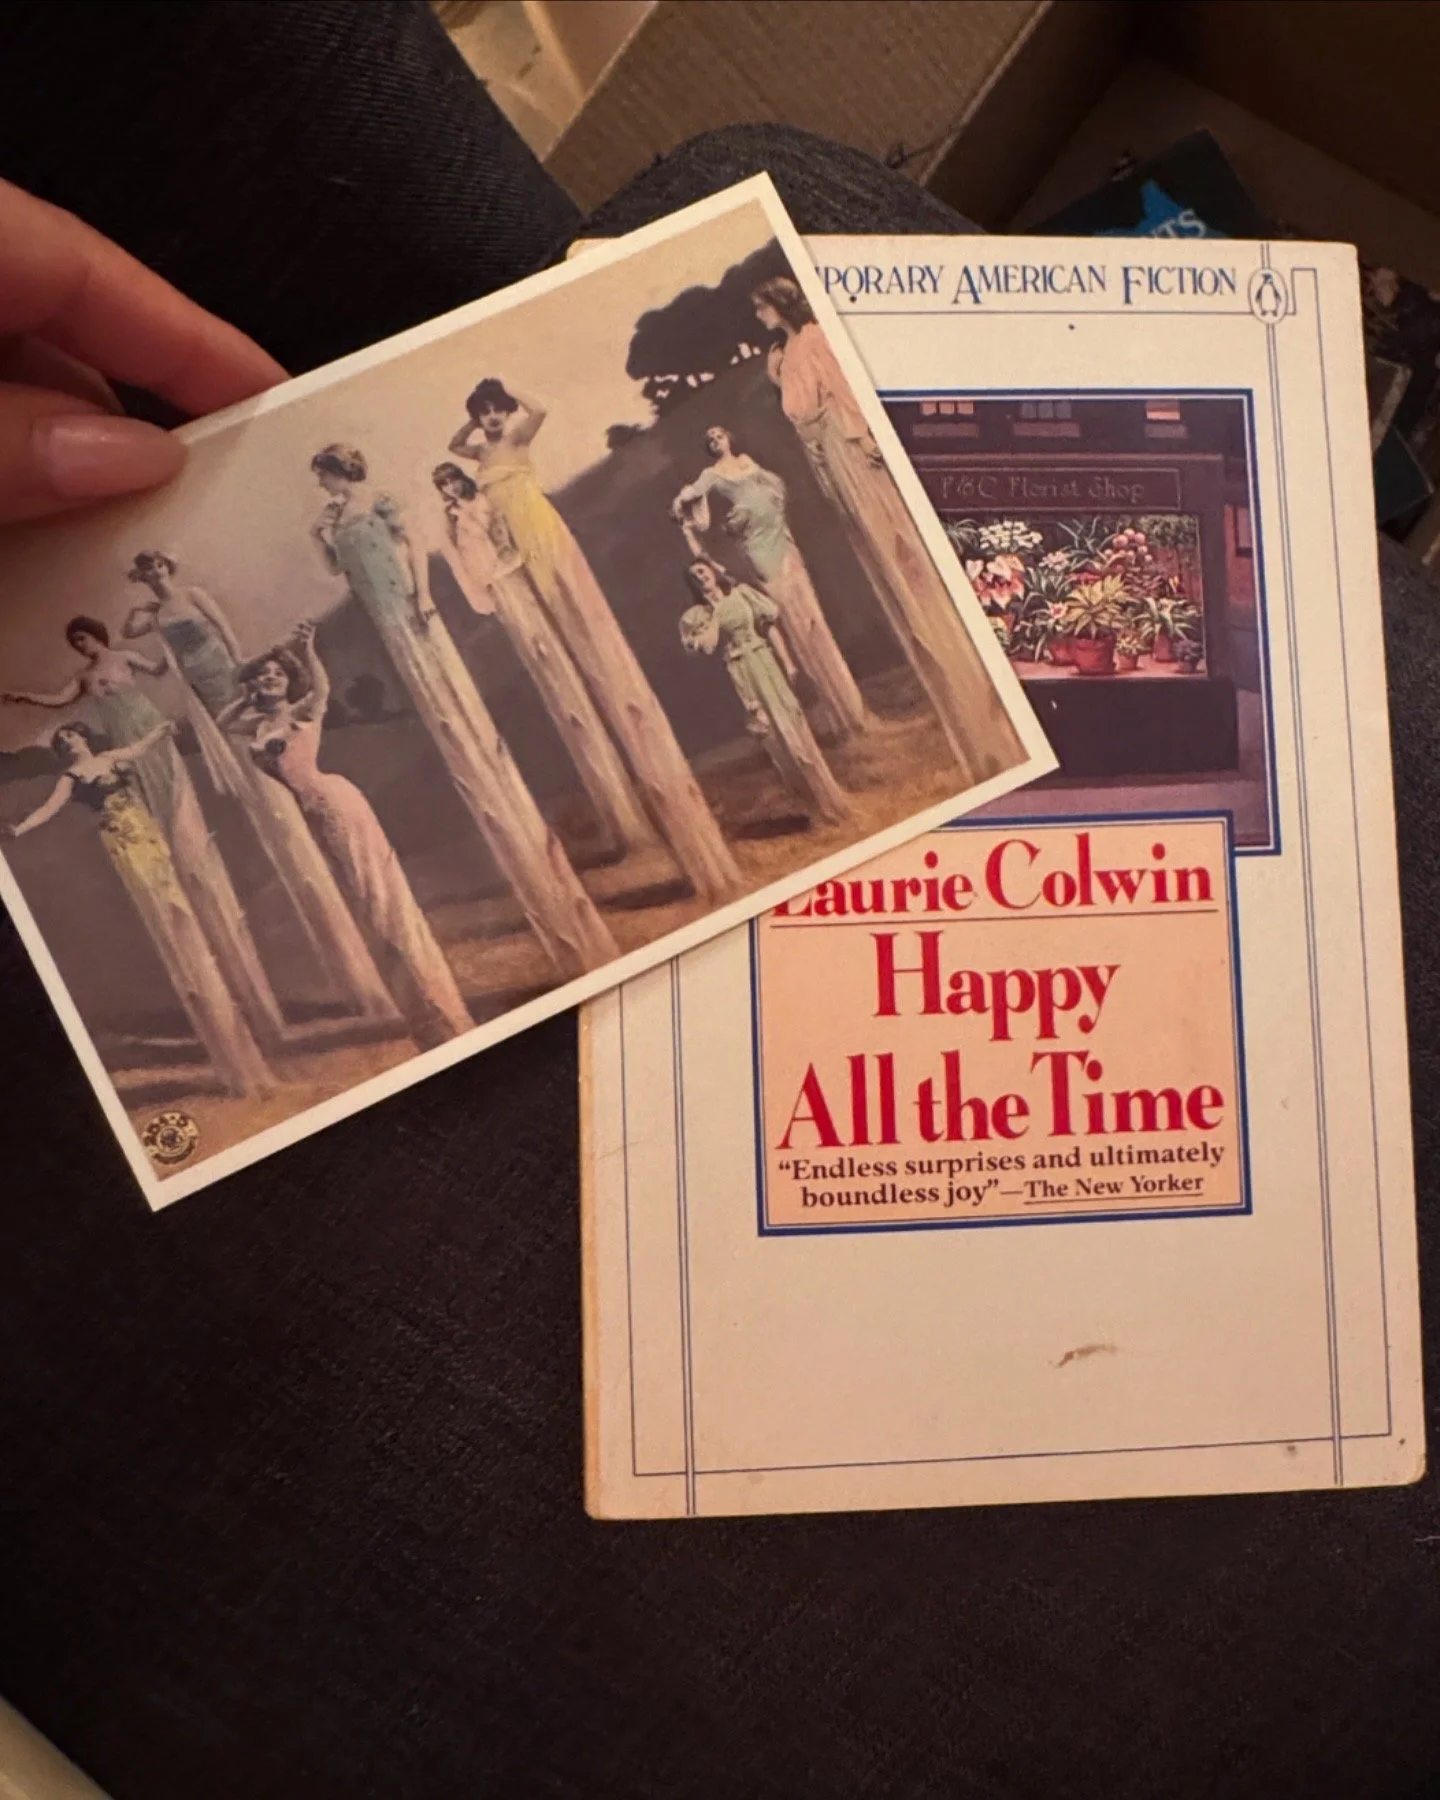 PORARY AMERICAN FICTION
F&C Florist Shop
Laurie Colwin
Happy
All the Time
“Endless surprises and ultimately
boundless joy”—The New Yorker